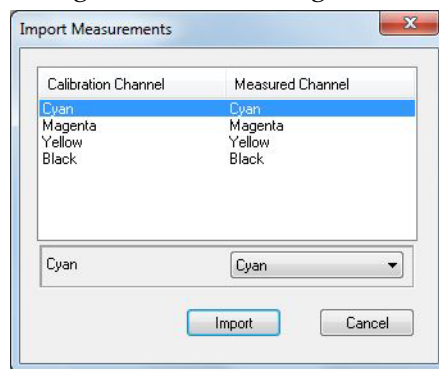 Import Measurements
Calibration Channel Measured Channel
Cyan Cyan
Magenta Magenta
Yellow Yellow
Black Black
Cyan Cyan
Import Cancel